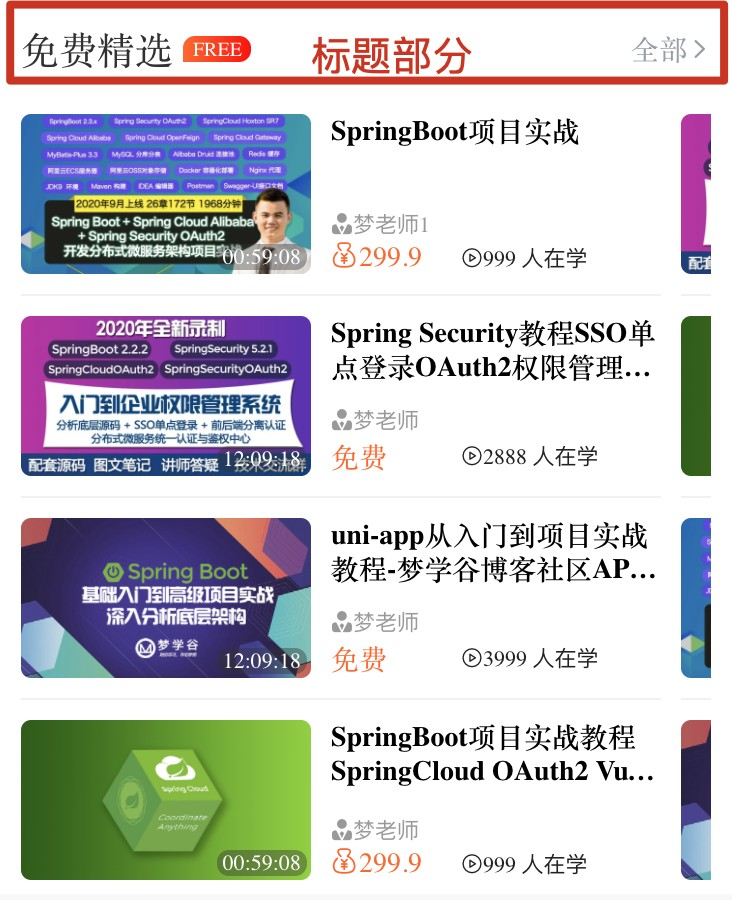 免费精选 FREE 标题部分 全部
SpringBoot 2.3.x Spring Security OAuth2 SpringCloud Hoxton SR7
Spring Cloud Alibaba Spring Cloud OpenFeign Spring Cloud Gateway
MyBatis-Plus 3.3 MySQL 分库分表 Alibaba Druid 连接池 Redis 缓存
阿里云ECS服务器 阿里云OSS对象存储 Docker 容器化部署 Nginx 代理
JDK9 环境 Maven 构建 IDEA 编辑器 Postman Swagger-UI接口文档
2020年9月上线 26章172节 1968分钟
Spring Boot + Spring Cloud Alibaba
+ Spring Security OAuth2
开发分布式微服务架构项目
00:59:08
SpringBoot项目实战
梦老师1
299.9 999 人在学
配套
2020年全新录制
SpringBoot 2.2.2 SpringSecurity 5.2.1
SpringCloudOAuth2 SpringSecurityOAuth2
入门到企业权限管理系统
分析底层源码 + SSO单点登录 + 前后端分离认证
分布式微服务统一认证与鉴权中心
配套源码 图文笔记 讲师答疑 技术交流群
12:09:18
Spring Security教程SSO单
点登录OAuth2权限管理...
梦老师
免费 2888 人在学
Spring Boot
基础入门到高级项目实战
深入分析底层架构
梦学谷
12:09:18
uni-app从入门到项目实战
教程-梦学谷博客社区AP...
梦老师
免费 3999 人在学
Spring Cloud
Coordinate
Anything
00:59:08
SpringBoot项目实战教程
SpringCloud OAuth2 Vu...
梦老师
299.9 999 人在学